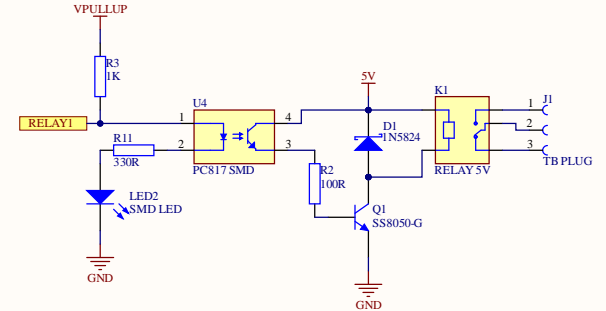 VPULLUP
R3
1K
RELAY1
R11
330R
LED2
SMD LED
GND
U4
1
2
4
3
PC817 SMD
R2
100R
5V
D1
1N5824
Q1
SS8050-G
GND
K1
RELAY 5V
1
2
3
J1
TB PLUG